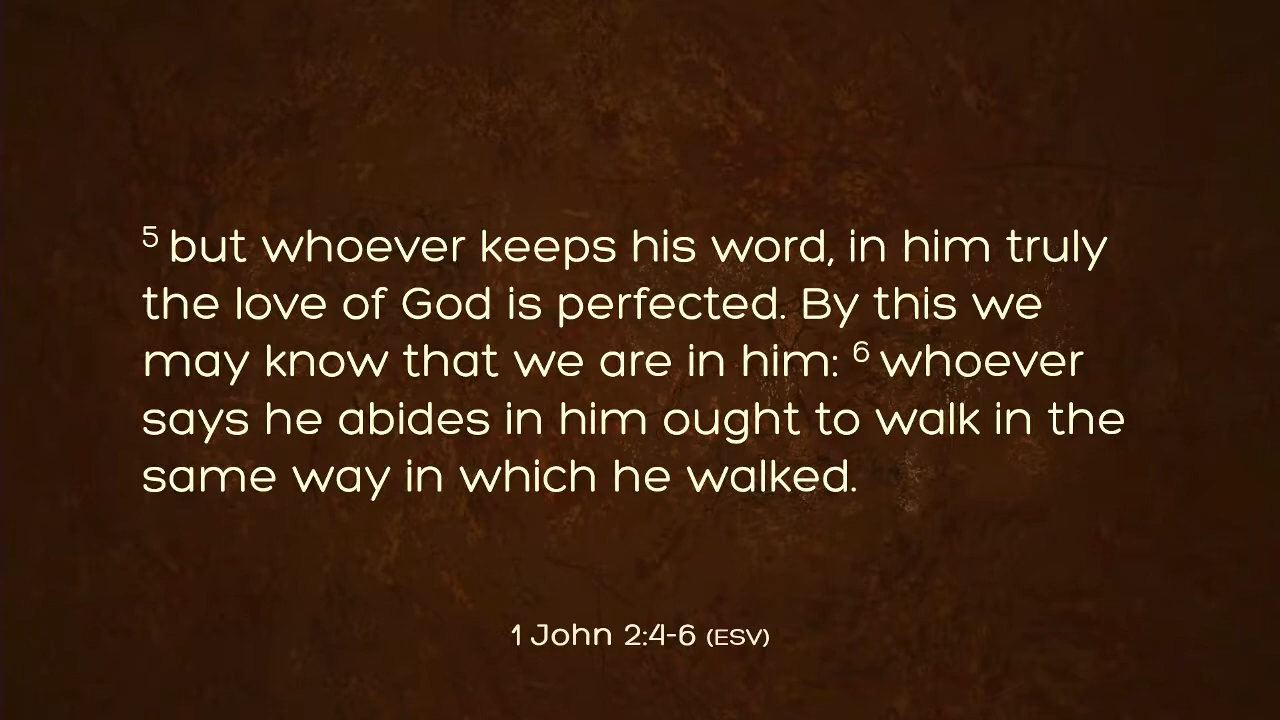 5 but whoever keeps his word, in him truly
the love of God is perfected. By this we
may know that we are in him: 6 whoever
says he abides in him ought to walk in the
same way in which he walked.
1 John 2:4-6 (ESV)